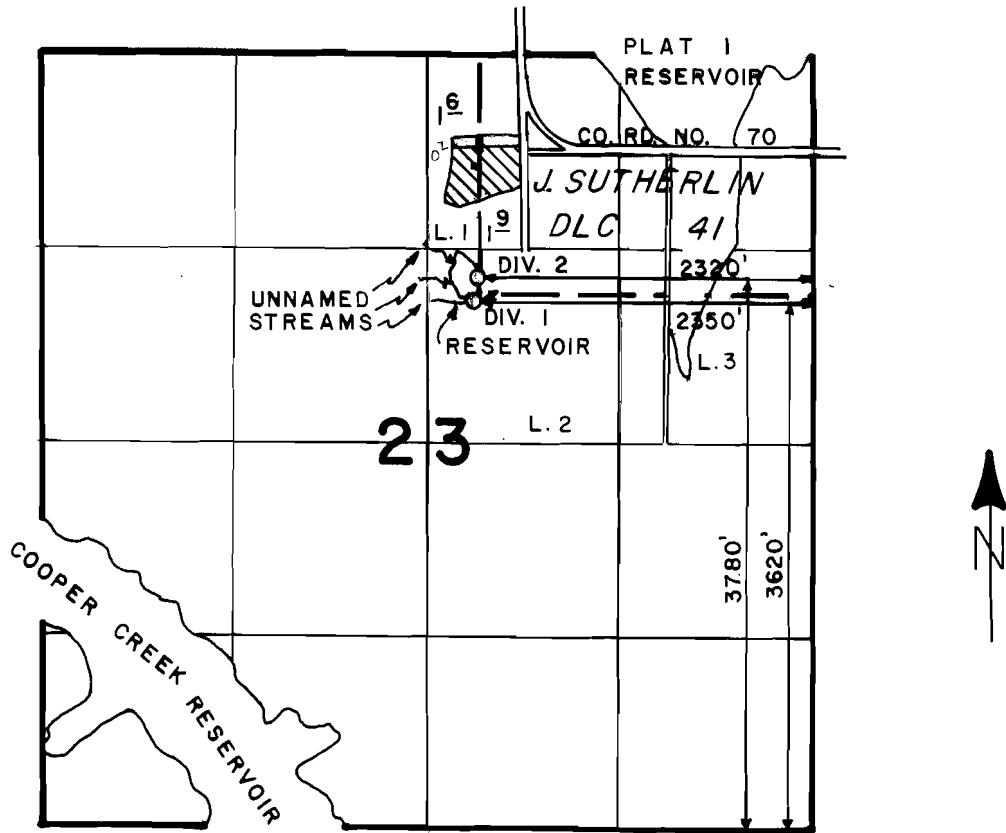 PLAT I
RESERVOIR
1 6
CO. RD. NO. 70
J. SUTHERLIN
DLC 41
L. 1
1 9
DIV. 2
2320'
UNNAMED
STREAMS
DIV. 1
2350'
RESERVOIR
L. 3
L. 2
23
3780'
3620'
N
COOPER CREEK RESERVOIR